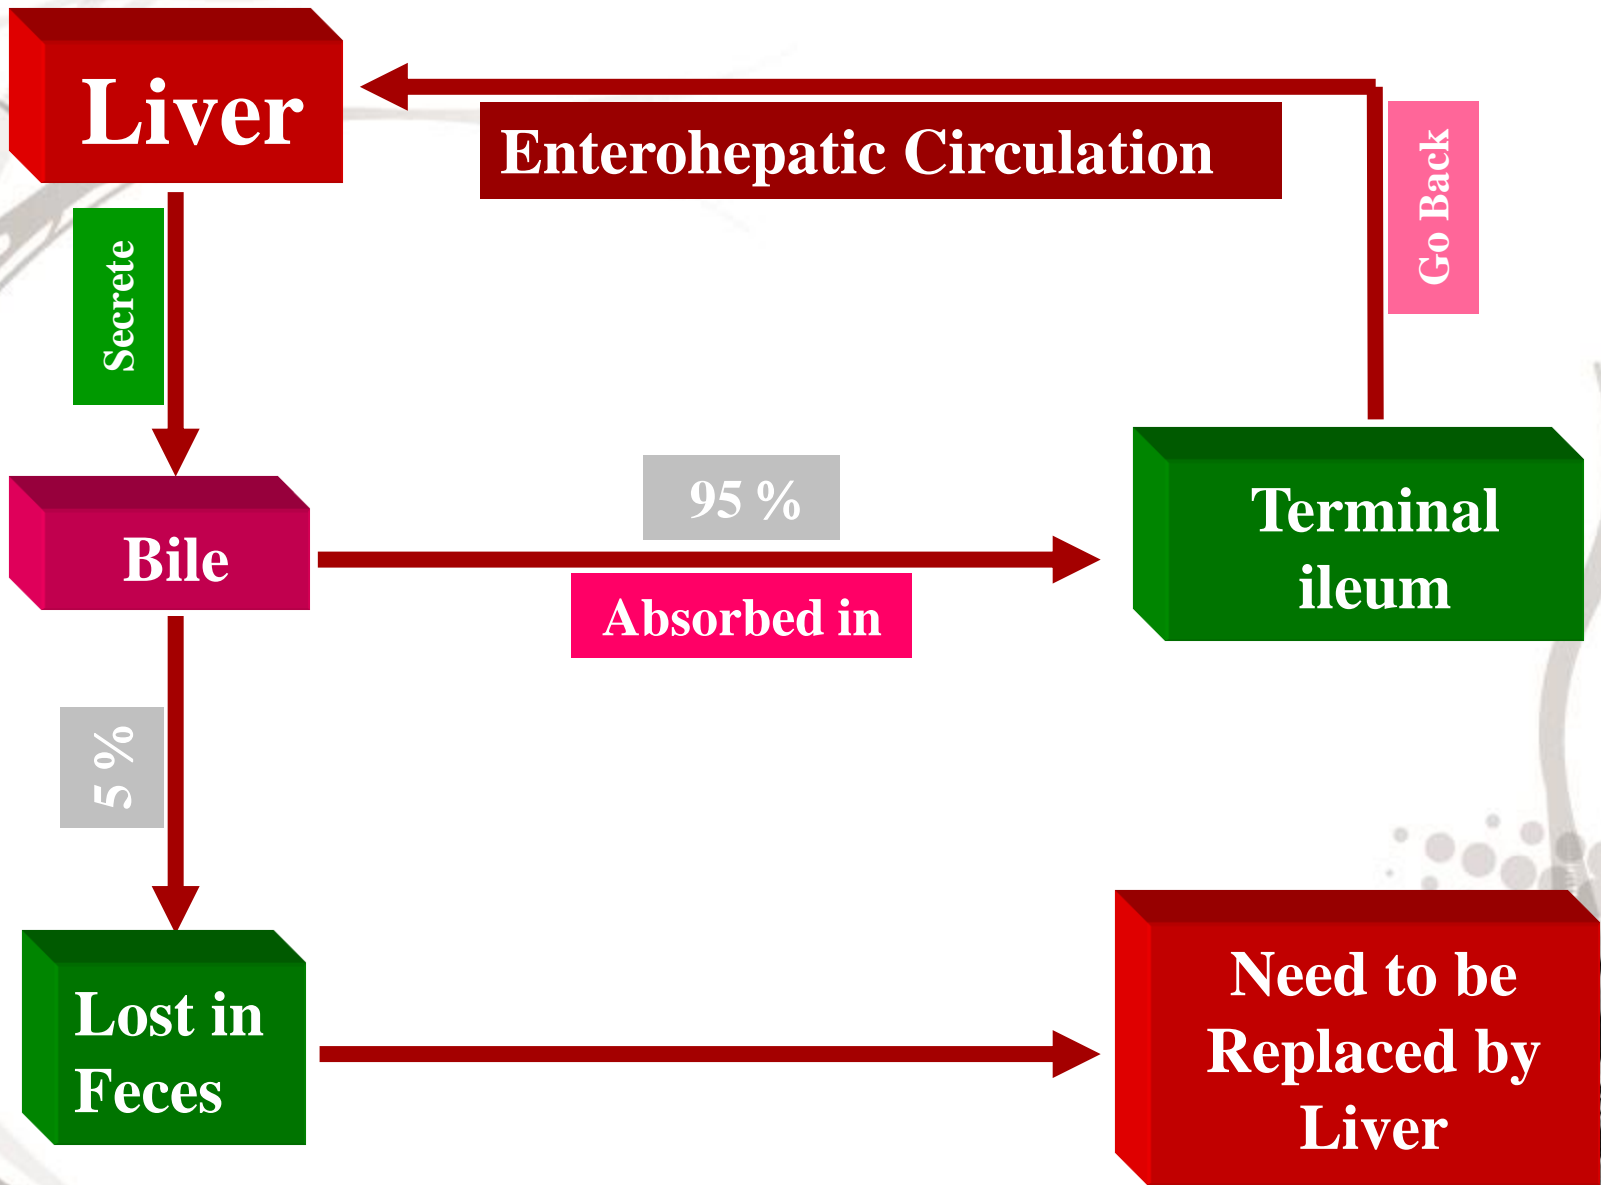 Liver
Enterohepatic Circulation
Go Back
Secrete
95 %
Bile
Absorbed in
Terminal
ileum
5 %
Lost in
Feces
Need to be
Replaced by
Liver